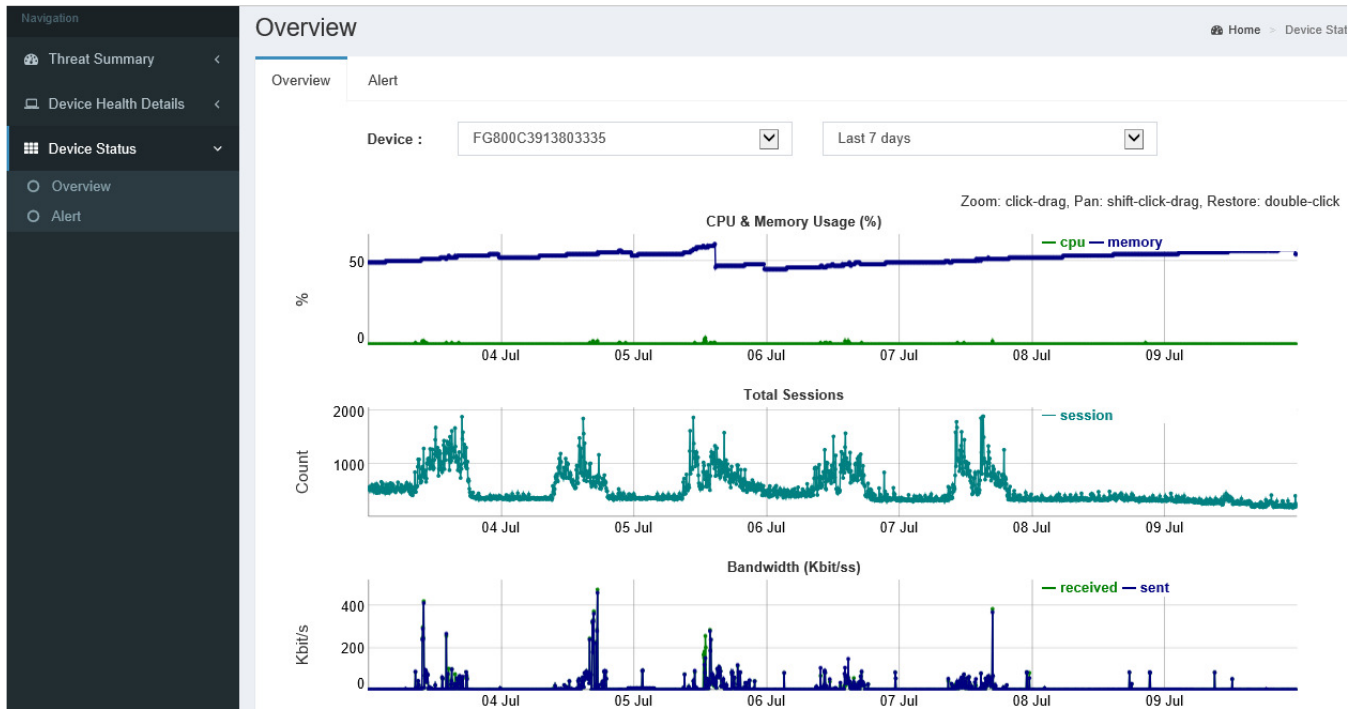 Navigation
Threat Summary
Device Health Details
Device Status
Overview
Alert
Overview
Home > Device Stat
Overview Alert
Device : FG800C3913803335 Last 7 days
Zoom: click-drag, Pan: shift-click-drag, Restore: double-click
CPU & Memory Usage (%)
cpu memory
50
%
0
04 Jul 05 Jul 06 Jul 07 Jul 08 Jul 09 Jul
Total Sessions
session
2000
1000
Count
04 Jul 05 Jul 06 Jul 07 Jul 08 Jul 09 Jul
Bandwidth (Kbit/ss)
received sent
400
200
Kbit/s
0
04 Jul 05 Jul 06 Jul 07 Jul 08 Jul 09 Jul